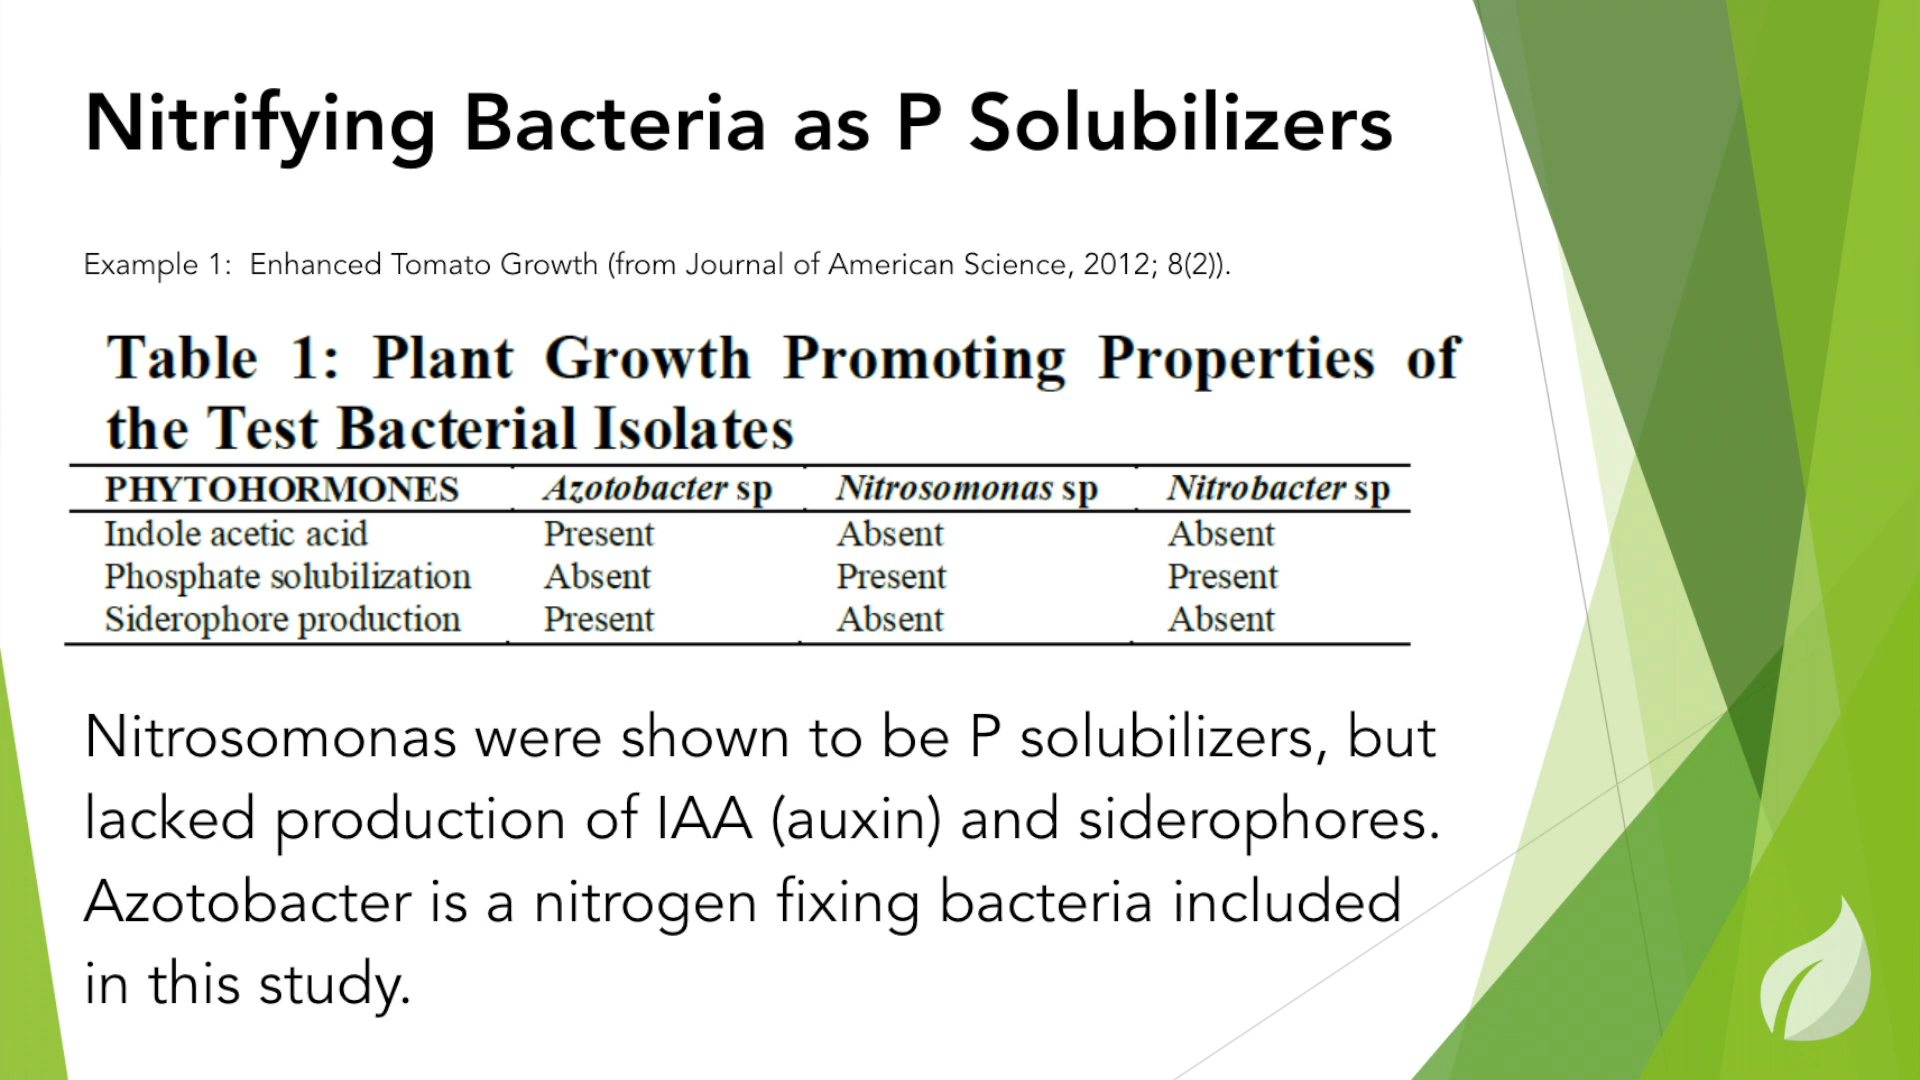 Nitrifying Bacteria as P Solubilizers
Example 1: Enhanced Tomato Growth (from Journal of American Science, 2012; 8(2)).
Table 1: Plant Growth Promoting Properties of
the Test Bacterial Isolates
PHYTOHORMONES Azotobacter sp Nitrosomonas sp Nitrobacter sp
Indole acetic acid Present Absent Absent
Phosphate solubilization Absent Present Present
Siderophore production Present Absent Absent
Nitrosomonas were shown to be P solubilizers, but
lacked production of IAA (auxin) and siderophores.
Azotobacter is a nitrogen fixing bacteria included
in this study.